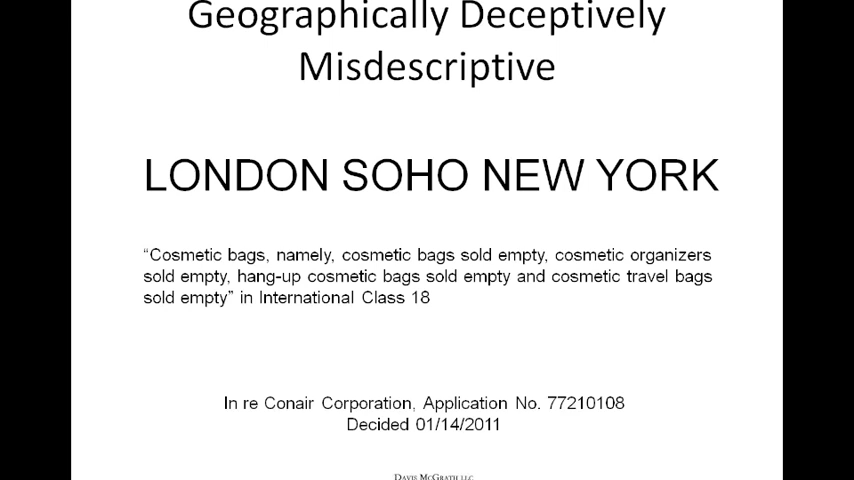 Geographically Deceptively
Misdescriptive
LONDON SOHO NEW YORK
“Cosmetic bags, namely, cosmetic bags sold empty, cosmetic organizers
sold empty, hang-up cosmetic bags sold empty and cosmetic travel bags
sold empty” in International Class 18
In re Conair Corporation, Application No. 77210108
Decided 01/14/2011
DAVIS MCGRATH LLC